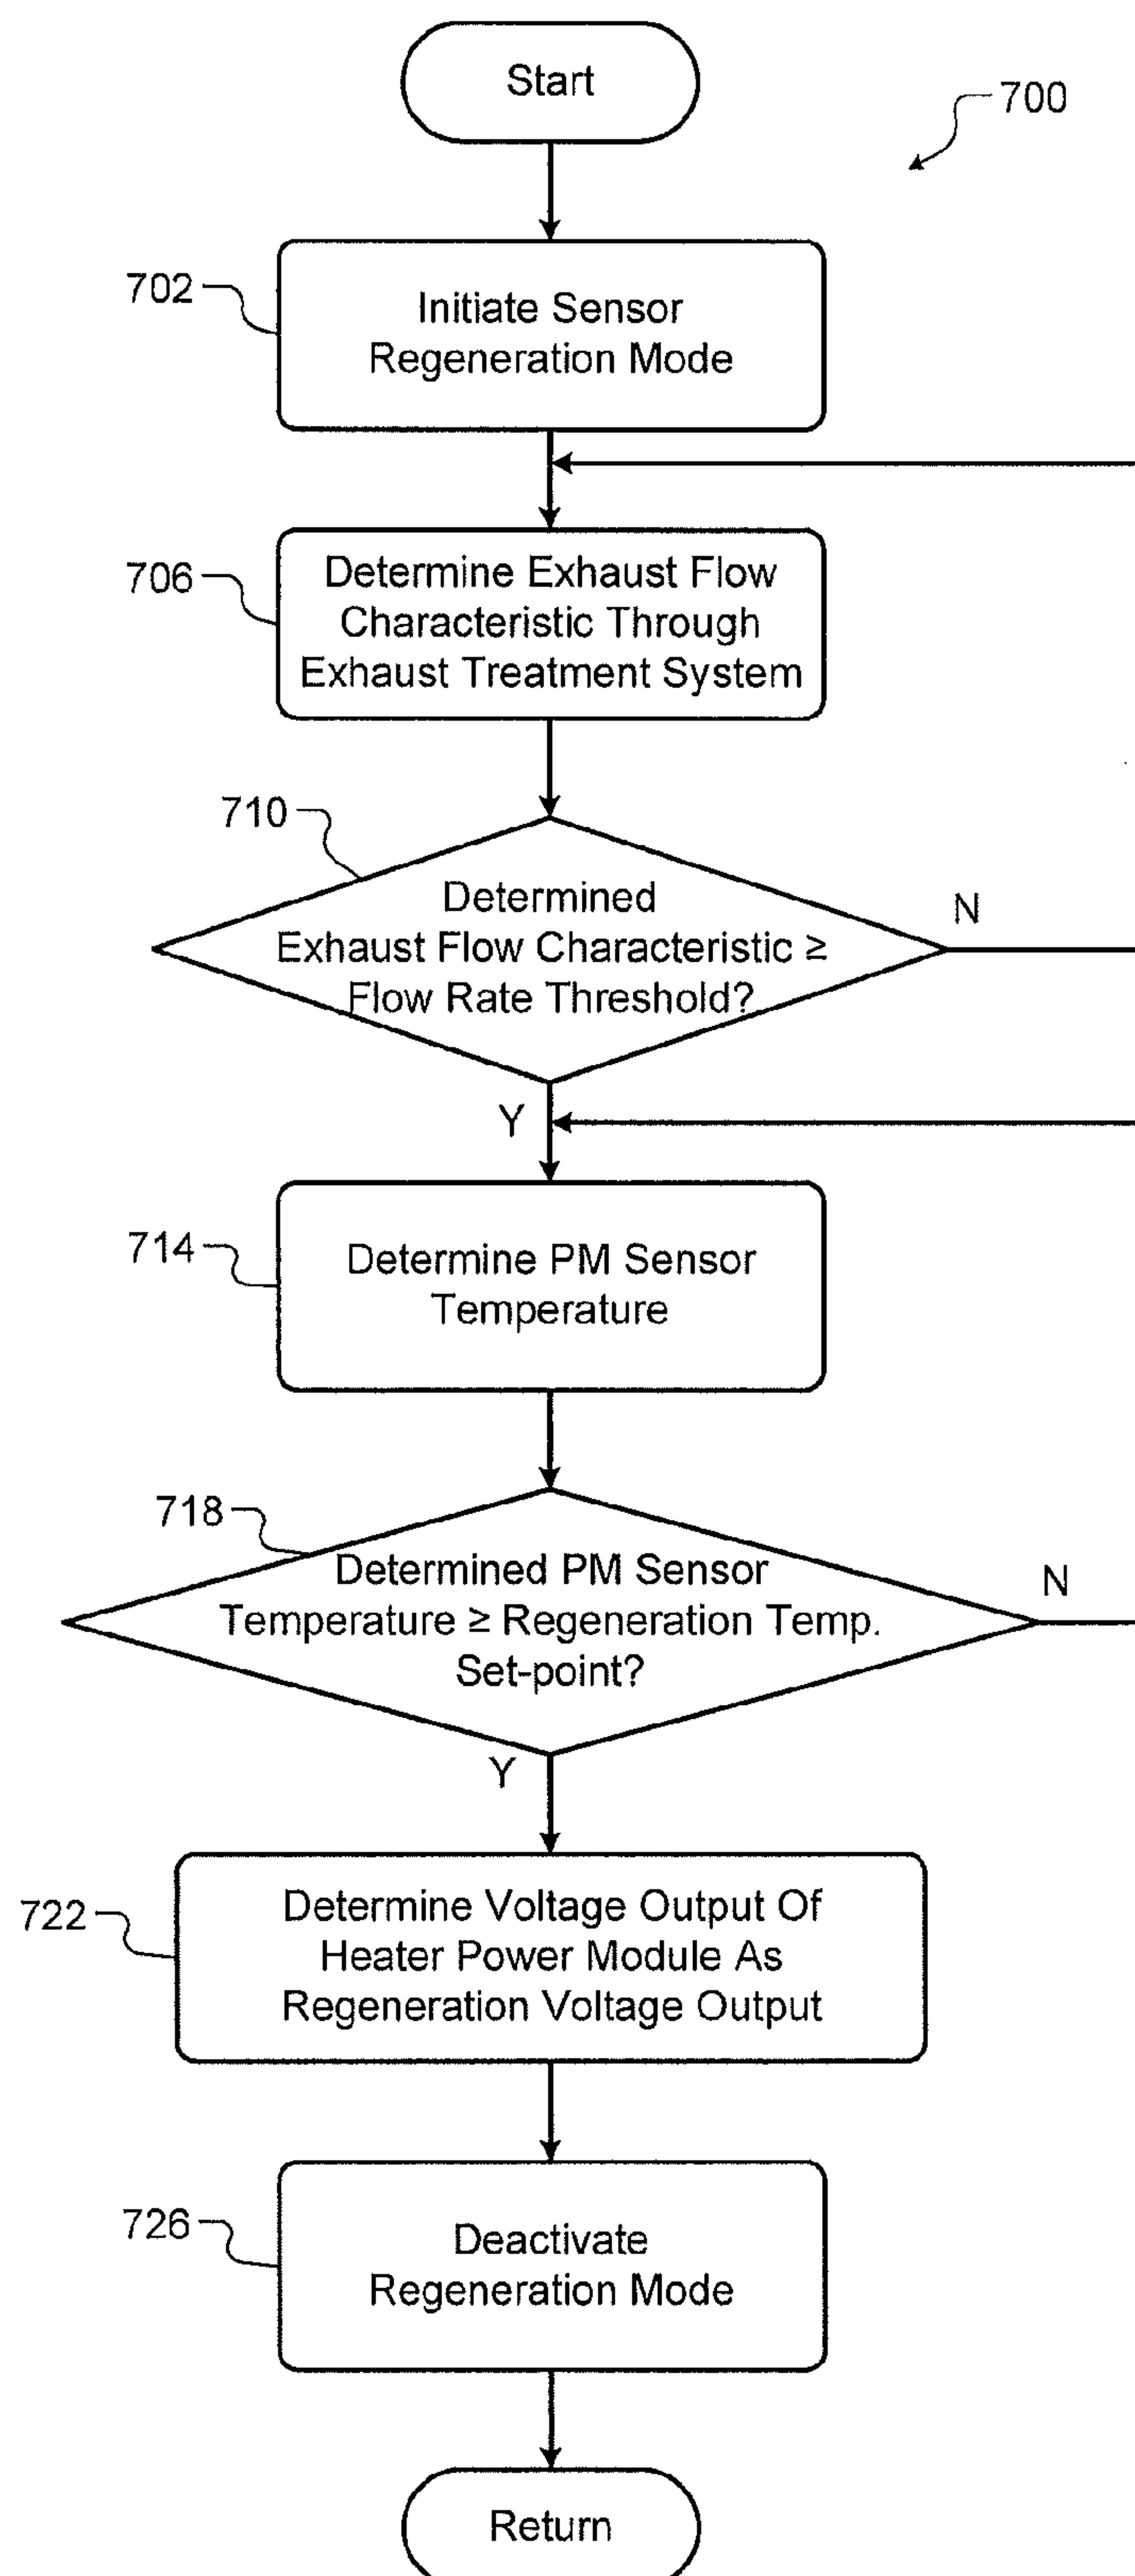 Start
700
702
Initiate Sensor
Regeneration Mode
706
Determine Exhaust Flow
Characteristic Through
Exhaust Treatment System
710
Determined
Exhaust Flow Characteristic ≥
Flow Rate Threshold?
N
Y
714
Determine PM Sensor
Temperature
718
Determined PM Sensor
Temperature ≥ Regeneration Temp.
Set-point?
N
Y
722
Determine Voltage Output Of
Heater Power Module As
Regeneration Voltage Output
726
Deactivate
Regeneration Mode
Return